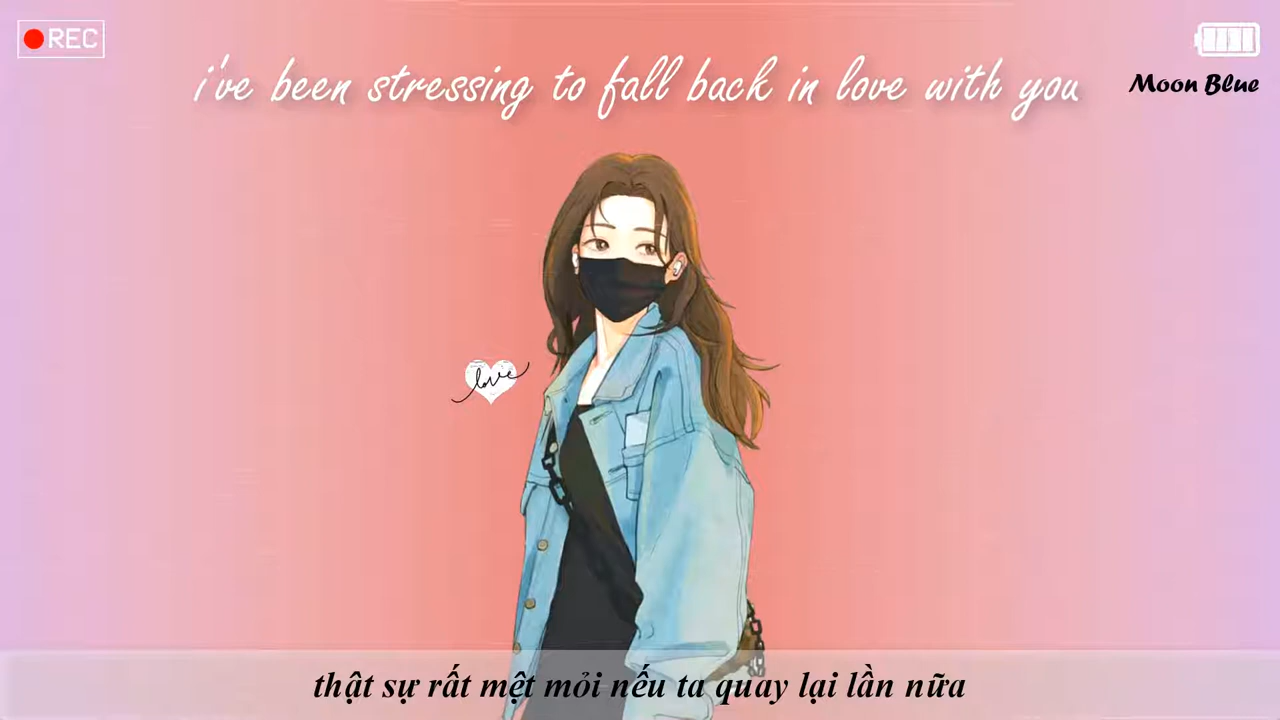 REC
i've been stressing to fall back in love with you
Moon Blue
love
thật sự rất mệt mỏi nếu ta quay lại lần nữa